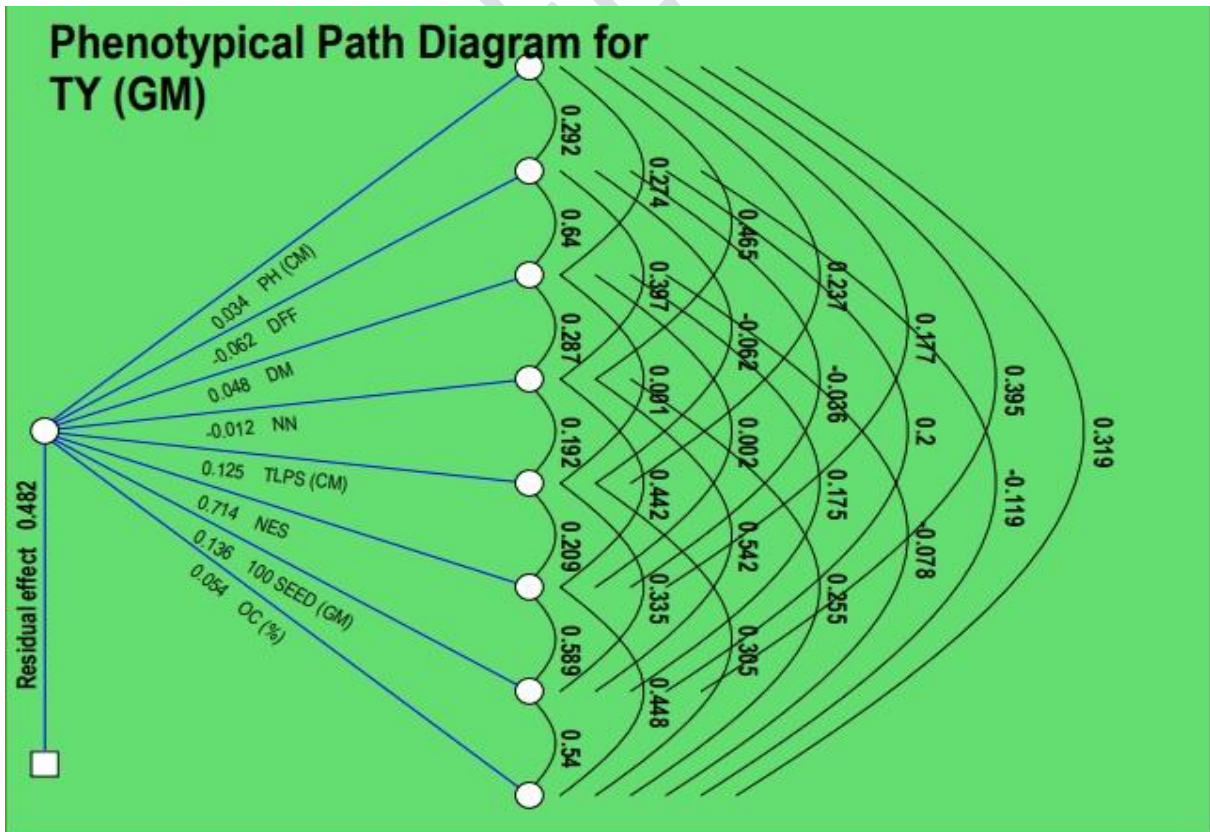 Phenotypical Path Diagram for
TY (GM)
0.034 PH (CM)
-0.062 DFF
0.048 DM
-0.012 NN
0.125 TLPS (CM)
0.714 NES
0.136 100 SEED (GM)
0.054 OC (%)
Residual effect 0.482
0.292
0.64
0.287
0.192
0.209
0.589
0.54
0.274
0.397
0.442
0.335
0.448
0.465
-0.062
0.002
0.542
0.305
0.237
-0.036
0.175
0.255
0.177
0.2
-0.078
0.395
-0.119
0.319